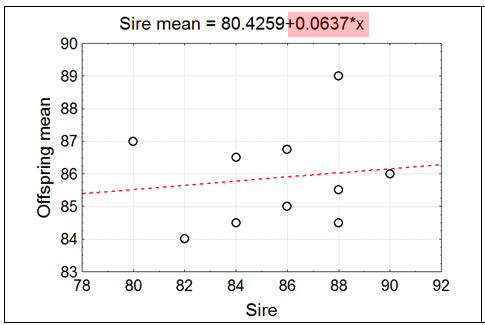 Sire mean = 80.4259+0.0637*x
90
89
88
87
86
85
84
83
Offspring mean
78 80 82 84 86 88 90 92
Sire